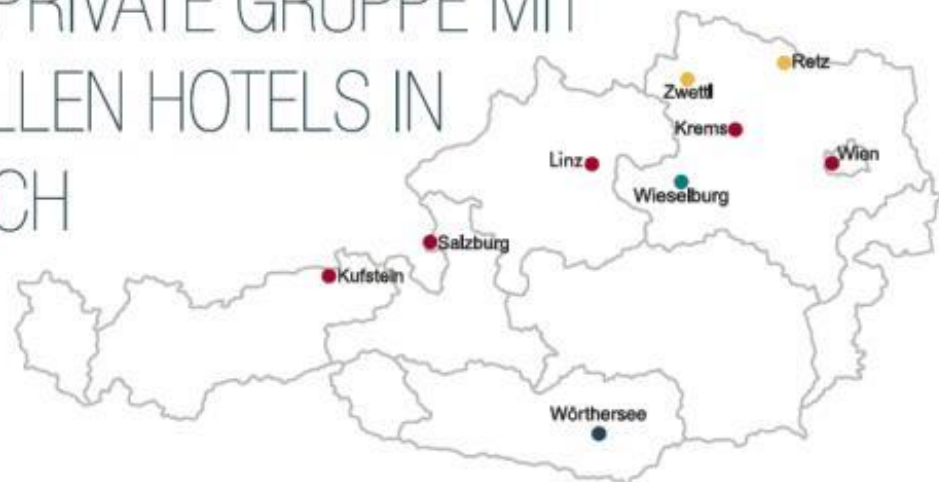 PRIVATE GRUPPE MIT
LLEN HOTELS IN
CH
Retz
Zwettl
Krems
Wien
Linz
Wieselburg
Salzburg
Kufstein
Wörthersee